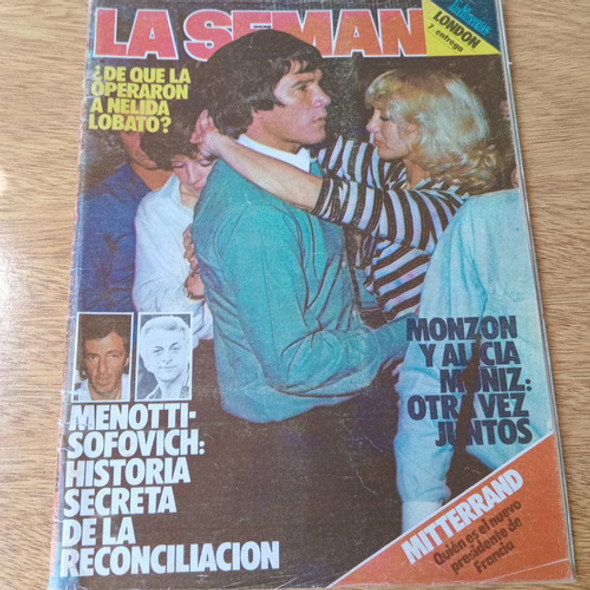 LA SEMAN
LONDON
7. entrega
¿DE QUE LA
OPERARON
A NELIDA
LOBATO?
MONZON
Y ALICIA
MUÑIZ:
OTRA VEZ
JUNTOS
MENOTTI-
SOFOVICH:
HISTORIA
SECRETA
DE LA
RECONCILIACION
MITTERRAND
Quién es el nuevo
presidente de
Francia